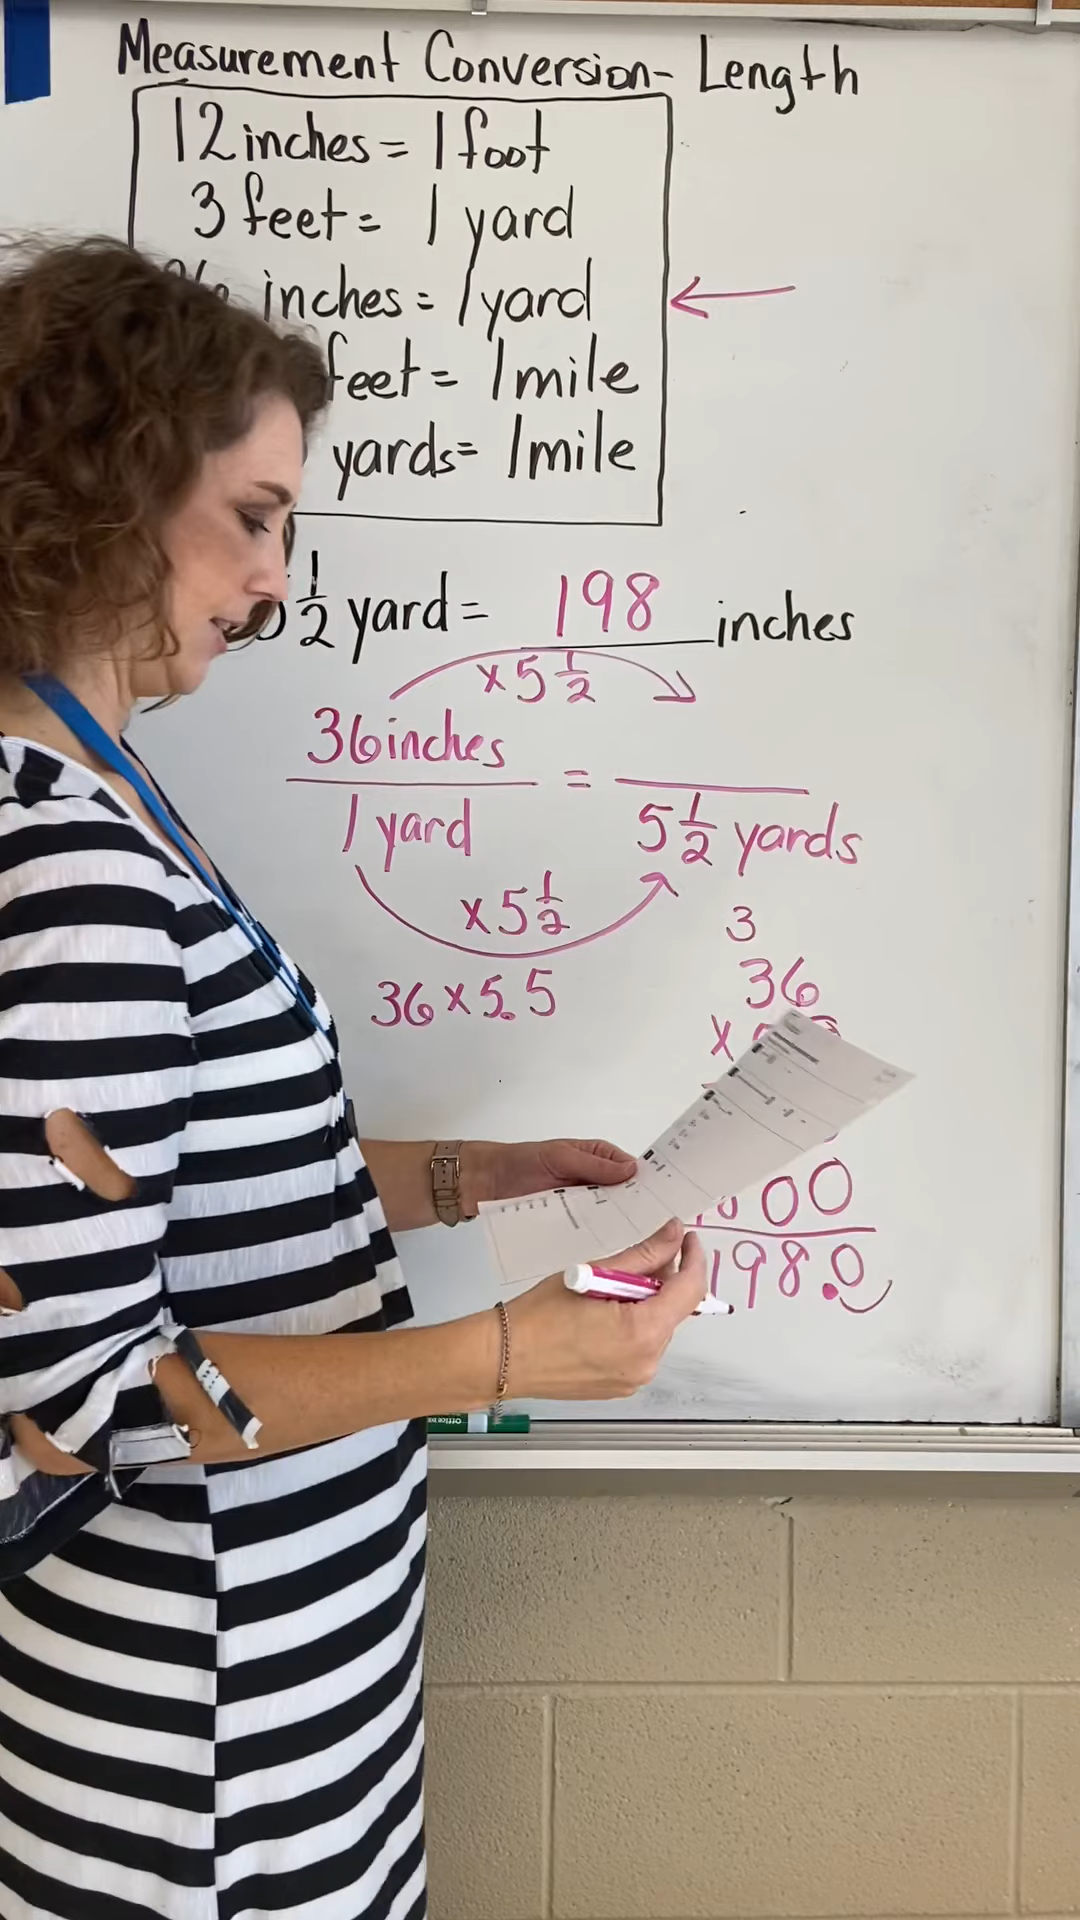 Measurement Conversion- Length
12 inches = 1 foot
3 feet = 1 yard
inches = 1 yard
feet = 1 mile
yards = 1 mile
1/2 yard = 198 inches
x 5 1/2
36 inches
=
1 yard
5 1/2 yards
x 5 1/2
3
36 x 5.5
36
x
00
198.0